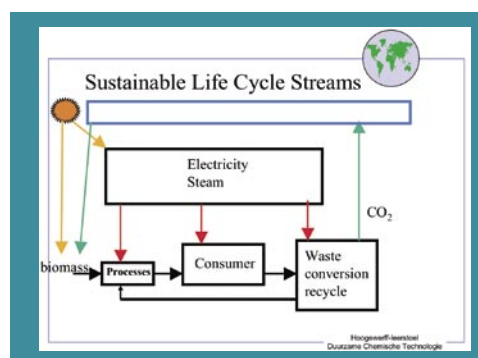 Sustainable Life Cycle Streams
Electricity
Steam
CO2
biomass
Processes
Consumer
Waste
conversion
recycle
Hoogewerff-leerstoel
Duurzame Chemische Technologie